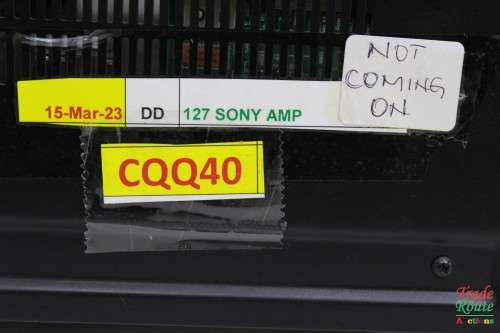 NOT
COMING
ON
15-Mar-23 DD 127 SONY AMP
CQQ40
Trade
Route
Auctions